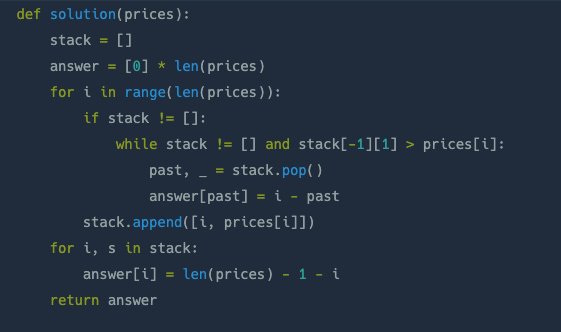 def solution(prices):
    stack = []
    answer = [0] * len(prices)
    for i in range(len(prices)):
        if stack != []:
            while stack != [] and stack[-1][1] > prices[i]:
                past, _ = stack.pop()
                answer[past] = i - past
        stack.append([i, prices[i]])
    for i, s in stack:
        answer[i] = len(prices) - 1 - i
    return answer